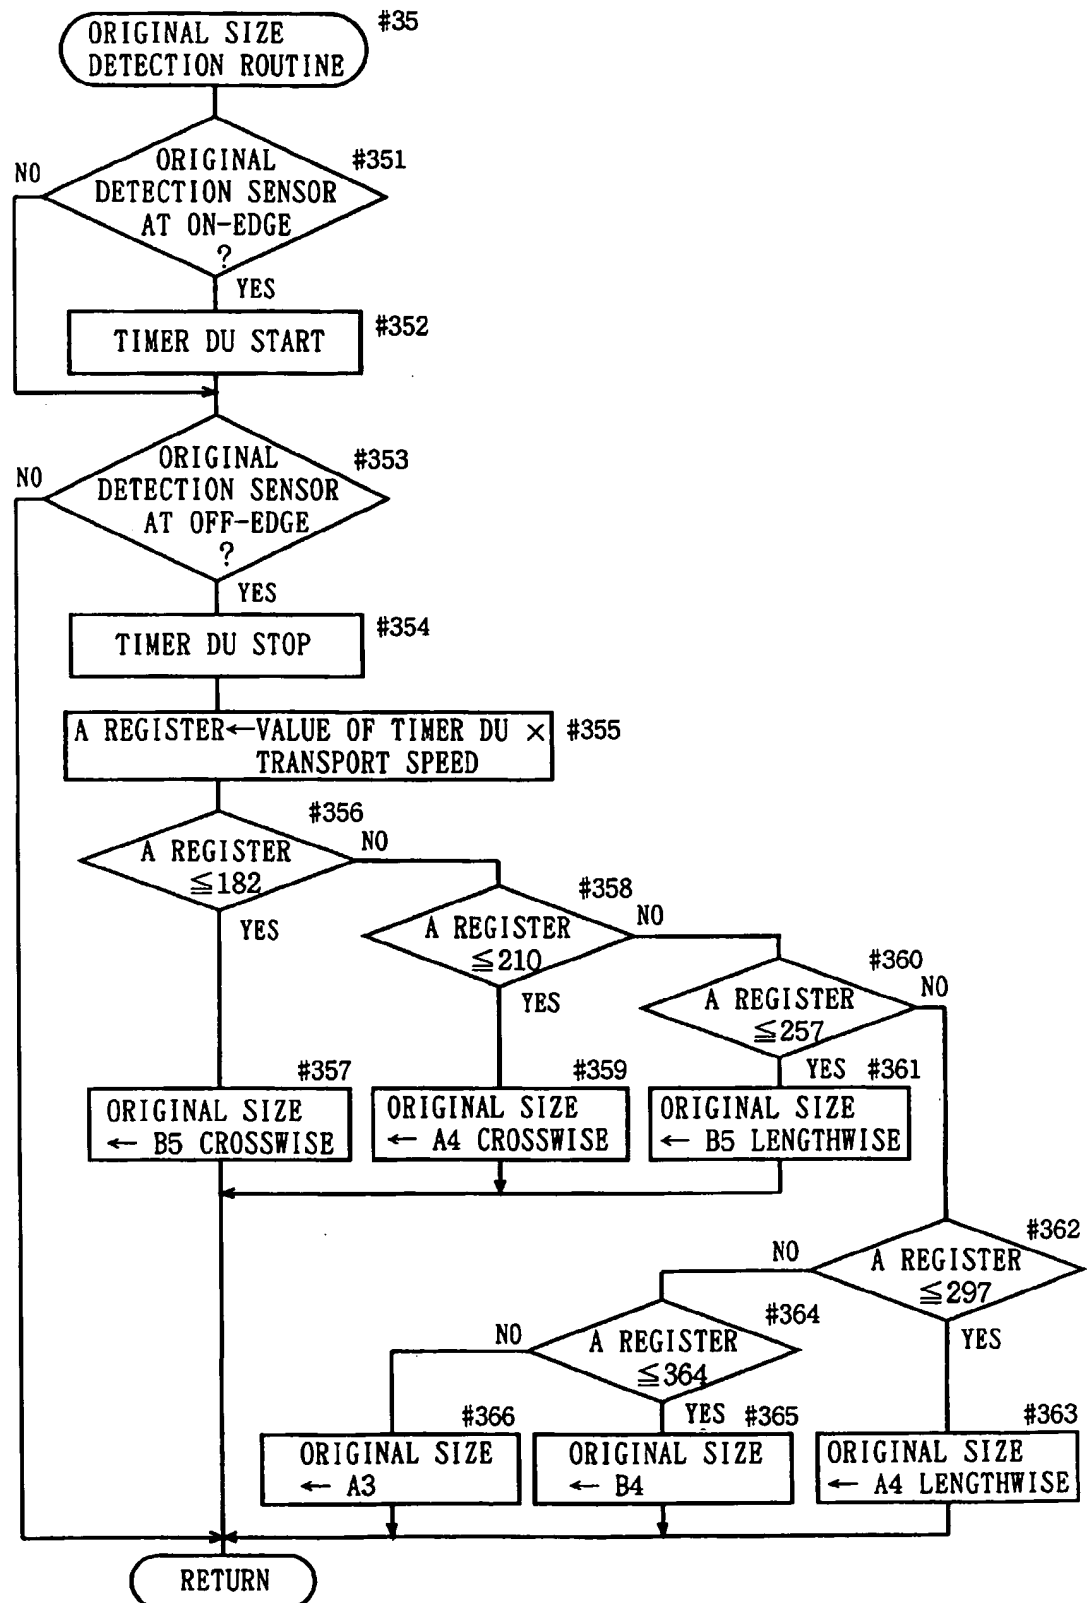 ORIGINAL SIZE
DETECTION ROUTINE
#35
ORIGINAL
DETECTION SENSOR
AT ON-EDGE
?
#351
NO
YES
TIMER DU START
#352
ORIGINAL
DETECTION SENSOR
AT OFF-EDGE
?
#353
NO
YES
TIMER DU STOP
#354
A REGISTER←VALUE OF TIMER DU ×
TRANSPORT SPEED
#355
#356
A REGISTER
≦182
NO
YES
#358
A REGISTER
≦210
NO
YES
#360
A REGISTER
≦257
NO
YES
#357
ORIGINAL SIZE
← B5 CROSSWISE
#359
ORIGINAL SIZE
← A4 CROSSWISE
#361
ORIGINAL SIZE
← B5 LENGTHWISE
#362
A REGISTER
≦297
NO
YES
#364
A REGISTER
≦364
NO
YES
#366
ORIGINAL SIZE
← A3
#365
ORIGINAL SIZE
← B4
#363
ORIGINAL SIZE
← A4 LENGTHWISE
RETURN